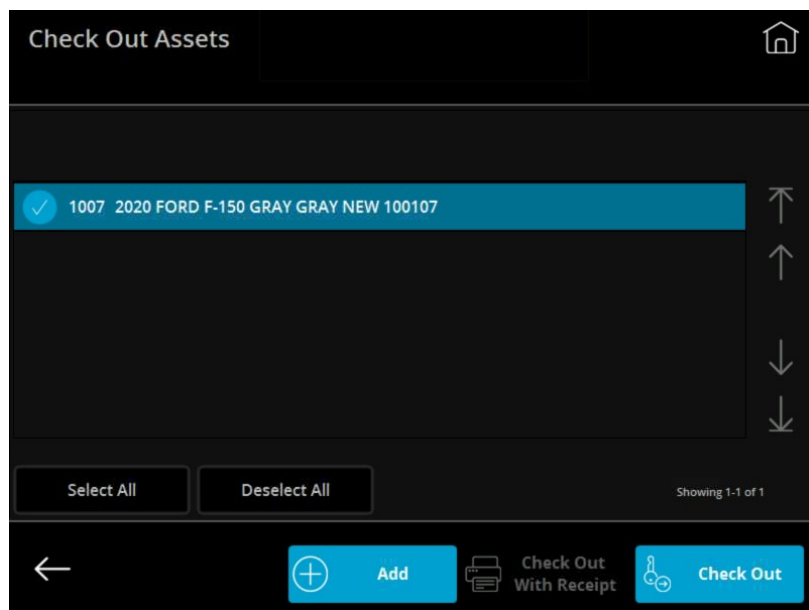 Check Out Assets
1007 2020 FORD F-150 GRAY GRAY NEW 100107
Select All
Deselect All
Showing 1-1 of 1
Add
Check Out
With Receipt
Check Out